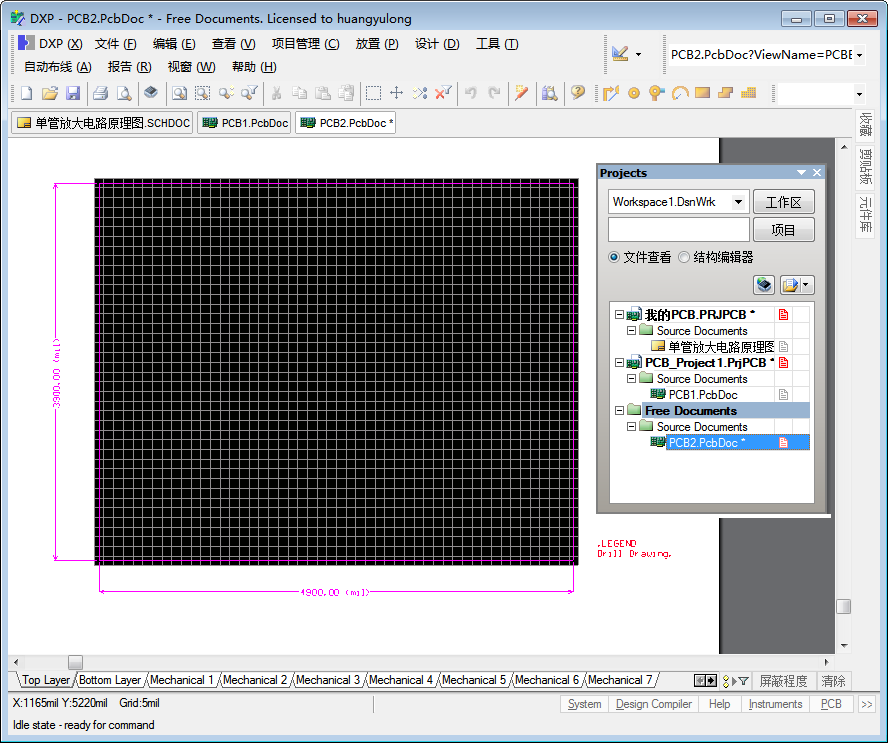 DXP - PCB2.PcbDoc * - Free Documents. Licensed to huangyulong
DXP (X) 文件 (F) 编辑 (E) 查看 (V) 项目管理 (C) 放置 (P) 设计 (D) 工具 (T)
PCB2.PcbDoc?ViewName=PCBE
自动布线 (A) 报告 (R) 视窗 (W) 帮助 (H)
单管放大电路原理图.SCHDOC PCB1.PcbDoc PCB2.PcbDoc *
收藏
剪贴板
元件库
Projects
Workspace1.DsnWrk 工作区
项目
文件查看 结构编辑器
我的PCB.PRJPCB *
Source Documents
单管放大电路原理图
PCB_Project1.PrjPCB *
Source Documents
PCB1.PcbDoc
Free Documents
Source Documents
PCB2.PcbDoc *
3900.00 (mil)
4900.00 (mil)
.LEGEND
Drill Drawing.
Top Layer Bottom Layer Mechanical 1 Mechanical 2 Mechanical 3 Mechanical 4 Mechanical 5 Mechanical 6 Mechanical 7 屏蔽程度 清除
X:1165mil Y:5220mil Grid:5mil
System Design Compiler Help Instruments PCB >>
Idle state - ready for command